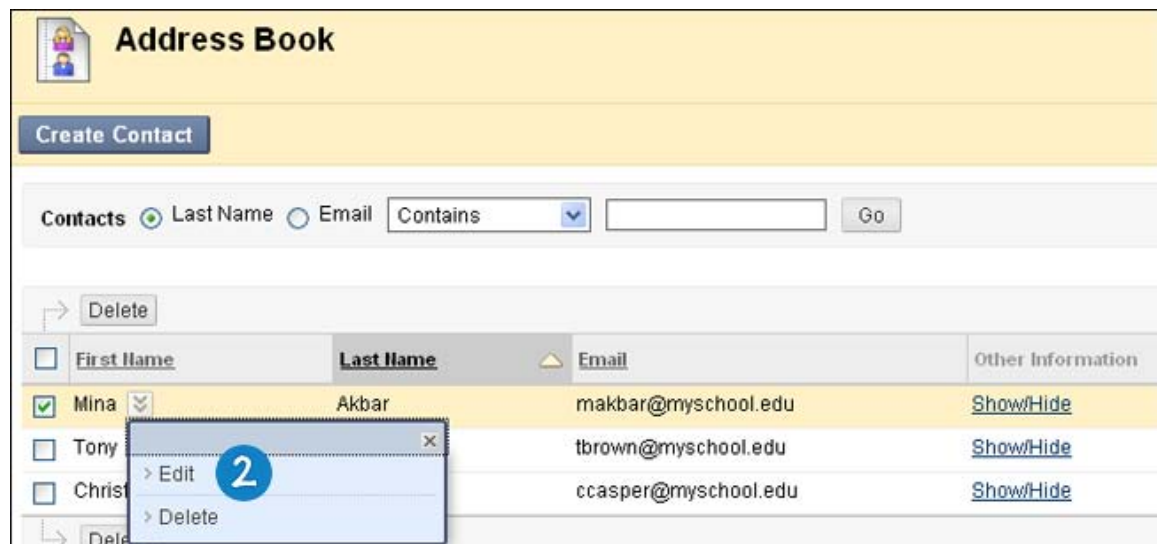 Address Book
Create Contact
Contacts Last Name Email Contains Go
Delete
First Name Last Name Email Other Information
Mina Akbar makbar@myschool.edu Show/Hide
Tony tbrown@myschool.edu Show/Hide
> Edit 2
Christ ccasper@myschool.edu Show/Hide
> Delete
Dele